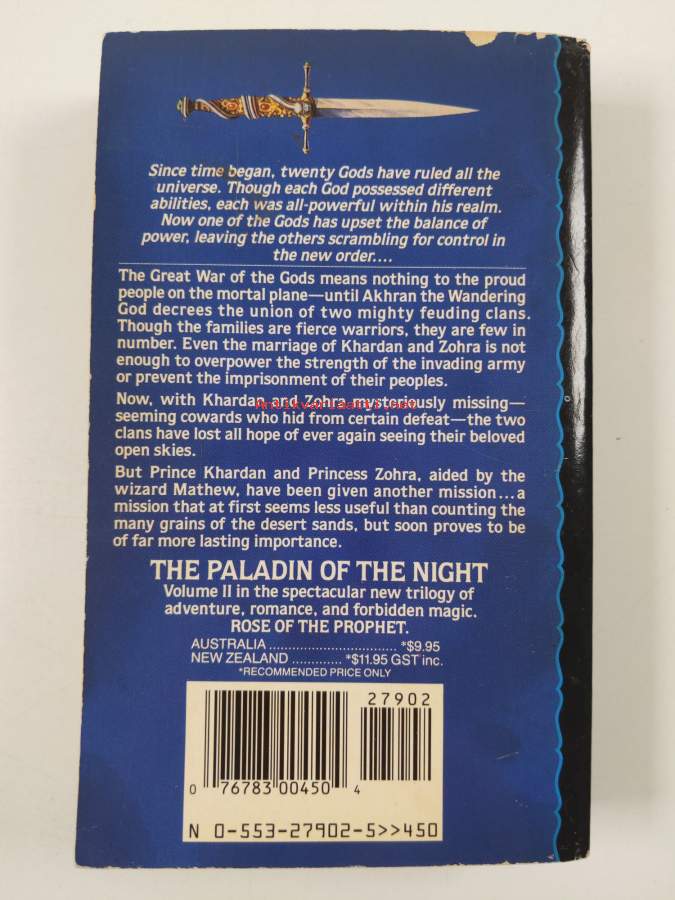 Since time began, twenty Gods have ruled all the
universe. Though each God possessed different
abilities, each was all-powerful within his realm.
Now one of the Gods has upset the balance of
power, leaving the others scrambling for control in
the new order....
The Great War of the Gods means nothing to the proud
people on the mortal plane—until Akhran the Wandering
God decrees the union of two mighty feuding clans.
Though the families are fierce warriors, they are few in
number. Even the marriage of Khardan and Zohra is not
enough to overpower the strength of the invading army
or prevent the imprisonment of their peoples.
Now, with Khardan and Zohra mysteriously missing—
seeming cowards who hid from certain defeat—the two
clans have lost all hope of ever again seeing their beloved
open skies.
But Prince Khardan and Princess Zohra, aided by the
wizard Mathew, have been given another mission...a
mission that at first seems less useful than counting the
many grains of the desert sands, but soon proves to be
of far more lasting importance.
THE PALADIN OF THE NIGHT
Volume II in the spectacular new trilogy of
adventure, romance, and forbidden magic.
ROSE OF THE PROPHET.
AUSTRALIA ................................ *$9.95
NEW ZEALAND ............. *$11.95 GST inc.
*RECOMMENDED PRICE ONLY
27902
0 76783 00450 4
N 0-553-27902-5>>450